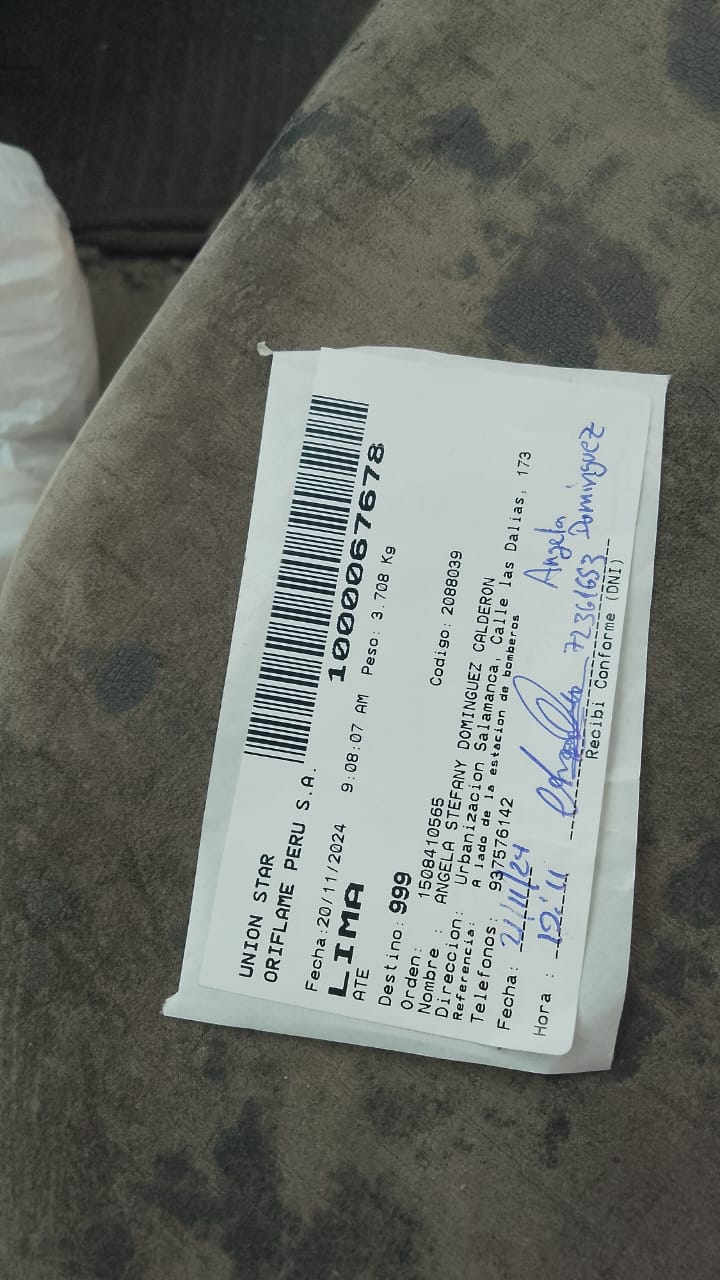 UNION STAR
ORIFLAME PERU S.A.
Fecha:20/11/2024 9:08:07 AM Peso: 3.708 Kg
LIMA 1000067678
ATE
Destino: 999
Orden: 1508410565 Codigo: 2088039
Nombre : ANGELA STEFANY DOMINGUEZ CALDERON
Direccion: Urbanizacion Salamanca, Calle las Dalias, 173
Referencia: A lado de la estacion de bomberos
Telefonos: 937576142
Fecha: 21/11/24 Angela
Hora : 12:11 72361653 Dominguez
Recibi Conforme (DNI)